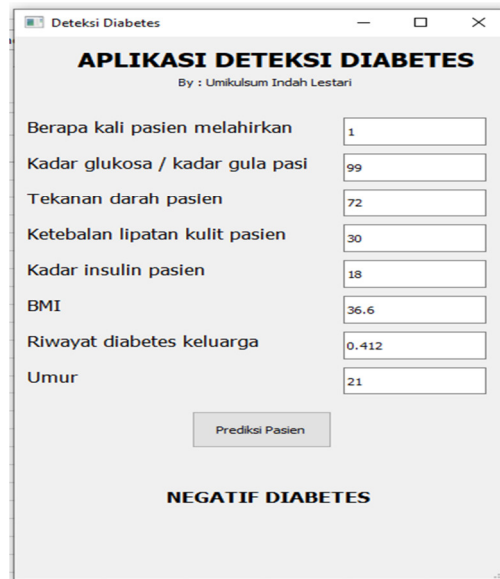 Deteksi Diabetes
APLIKASI DETEKSI DIABETES
By : Umikulsum Indah Lestari
Berapa kali pasien melahirkan 1
Kadar glukosa / kadar gula pasi 99
Tekanan darah pasien 72
Ketebalan lipatan kulit pasien 30
Kadar insulin pasien 18
BMI 36.6
Riwayat diabetes keluarga 0.412
Umur 21
Prediksi Pasien
NEGATIF DIABETES